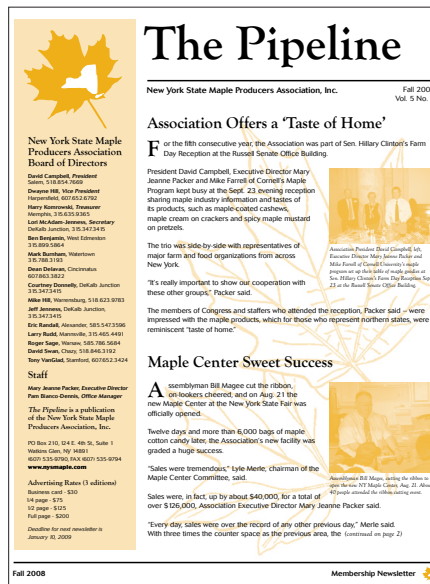 The Pipeline
New York State Maple Producers Association, Inc.
Fall 200
Vol. 5 No.
New York State Maple
Producers Association
Board of Directors
David Campbell, President
Salem, 518.854.7669
Dwayne Hill, Vice President
Harpersfield, 607.652.6792
Harry Komrowski, Treasurer
Memphis, 315.635.9365
Lori McAdam-Jenness, Secretary
DeKalb Junction, 315.347.3415
Ben Benjamin, West Edmeston
315.899.5864
Mark Burnham, Watertown
315.788.3193
Dean Delavan, Cincinnatus
607.863.3822
Courtney Donnelly, DeKalb Junction
315.347.3415
Mike Hill, Warrensburg, 518.623.9783
Jeff Jenness, DeKalb Junction,
315.347.3415
Eric Randall, Alexander, 585.547.3596
Larry Rudd, Mannsville, 315.465.4491
Roger Sage, Warsaw, 585.786.5684
David Swan, Chazy, 518.846.3192
Tony VanGlad, Stamford, 607.652.3424
Staff
Mary Jeanne Packer, Executive Director
Pam Bianco-Dennis, Office Manager
The Pipeline is a publication
of the New York State Maple
Producers Association, Inc.
PO Box 210, 124 E. 4th St, Suite 1
Watkins Glen, NY 14891
(607) 535-9790, FAX (607) 535-9794
www.nysmaple.com
Advertising Rates (3 editions)
Business card - $30
1/4 page - $75
1/2 page - $125
Full page - $200
Deadline for next newsletter is
January 10, 2009
Association Offers a ‘Taste of Home’
For the fifth consecutive year, the Association was part of Sen. Hillary Clinton’s Farm
Day Reception at the Russell Senate Office Building.
President David Campbell, Executive Director Mary
Jeanne Packer and Mike Farrell of Cornell’s Maple
Program kept busy at the Sept. 23 evening reception
sharing maple industry information and tastes of
its products, such as maple-coated cashews,
maple cream on crackers and spicy maple mustard
on pretzels.
The trio was side-by-side with representatives of
major farm and food organizations from across
New York.
“It’s really important to show our cooperation with
these other groups,” Packer said.
Association President David Campbell, left,
Executive Director Mary Jeanne Packer and
Mike Farrell of Cornell University’s maple
program set up their table of maple goodies at
Sen. Hillary Clinton’s Farm Day Reception Sep
23 at the Russell Senate Office Building.
The members of Congress and staffers who attended the reception, Packer said – were
impressed with the maple products, which for those who represent northern states, were
reminiscent “taste of home.”
Maple Center Sweet Success
Assemblyman Bill Magee cut the ribbon,
on-lookers cheered, and on Aug. 21 the
new Maple Center at the New York State Fair was
officially opened.
Twelve days and more than 6,000 bags of maple
cotton candy later, the Association’s new facility was
graded a huge success.
“Sales were tremendous,” Lyle Merle, chairman of the
Maple Center Committee, said.
Assemblyman Bill Magee, cutting the ribbon to
open the new NY Maple Center, Aug. 21. Abou
40 people attended the ribbon cutting event.
Sales were, in fact, up by about $40,000, for a total of
over $126,000, Association Executive Director Mary Jeanne Packer said.
“Every day, sales were over the record of any other previous day,” Merle said.
With three times the counter space as the previous area, the (continued on page 2)
Fall 2008
Membership Newsletter